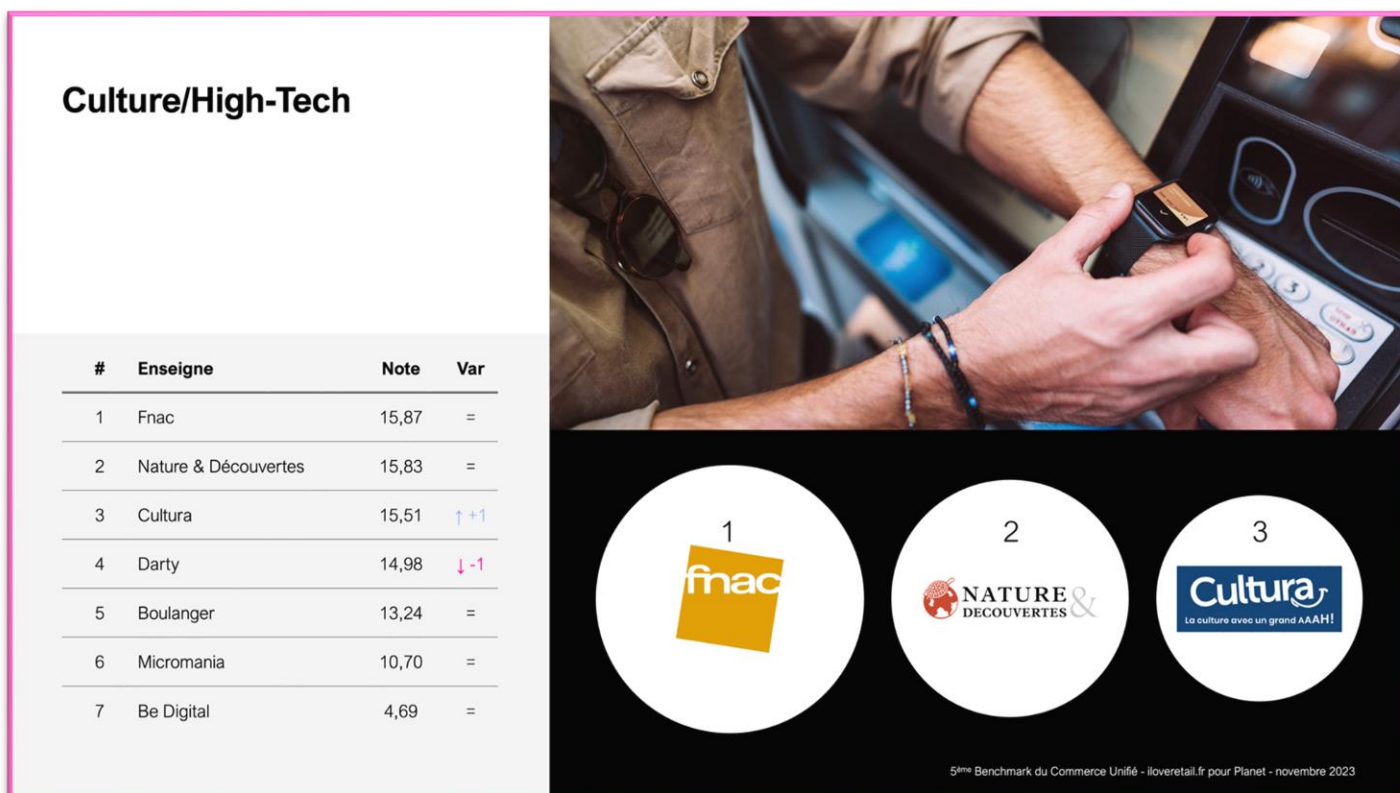 Culture/High-Tech
# Enseigne Note Var
1 Fnac 15,87 =
2 Nature & Découvertes 15,83 =
3 Cultura 15,51 ↑ +1
4 Darty 14,98 ↓ -1
5 Boulanger 13,24 =
6 Micromania 10,70 =
7 Be Digital 4,69 =
1
fnac
2
NATURE &
DECOUVERTES
3
Cultura
La culture avec un grand AAAH!
5ème Benchmark du Commerce Unifié - iloveretail.fr pour Planet - novembre 2023